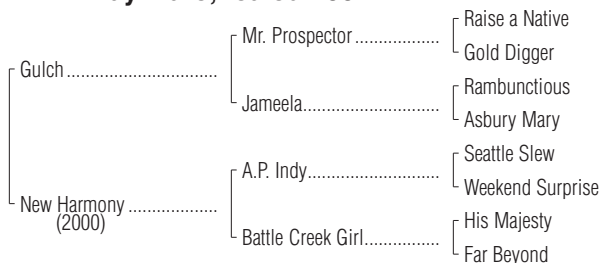 Raise a Native
Mr. Prospector ..................
Gold Digger
Gulch ................................
Rambunctious
Jameela.............................
Asbury Mary
Seattle Slew
A.P. Indy............................
Weekend Surprise
New Harmony ...................
(2000)
His Majesty
Battle Creek Girl................
Far Beyond